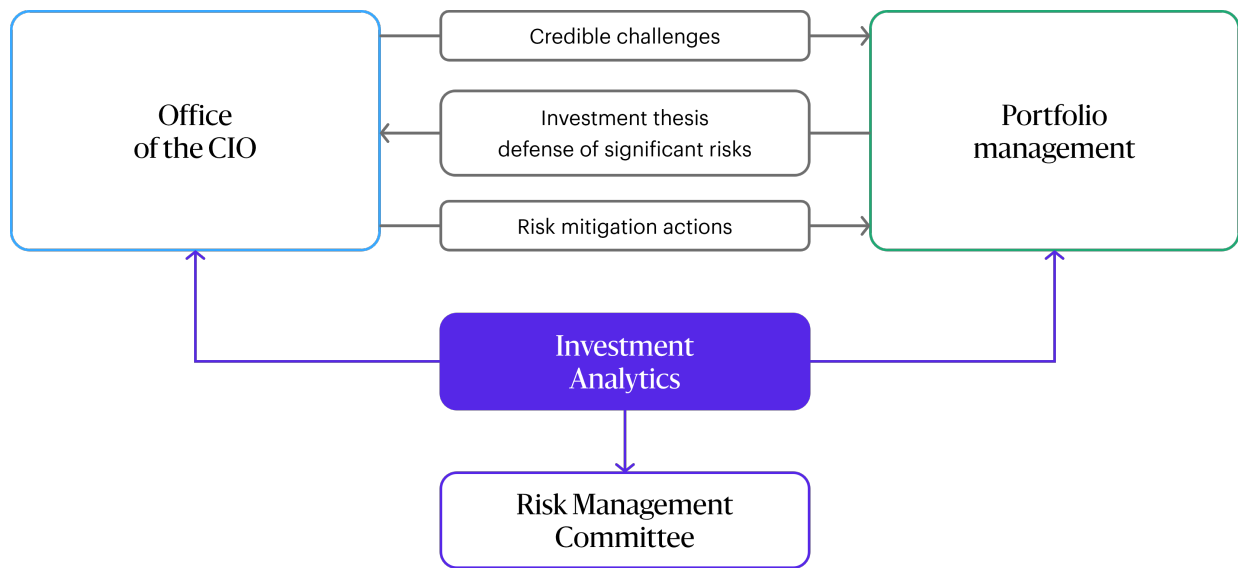 Office
of the CIO
Credible challenges
Investment thesis
defense of significant risks
Risk mitigation actions
Portfolio
management
Investment
Analytics
Risk Management
Committee